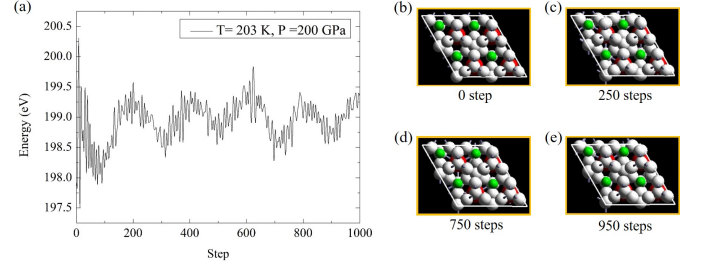 (a)
T= 203 K, P =200 GPa
200.5
200.0
199.5
199.0
198.5
198.0
197.5
Energy (eV)
0 200 400 600 800 1000
Step
(b)
0 step
(c)
250 steps
(d)
750 steps
(e)
950 steps